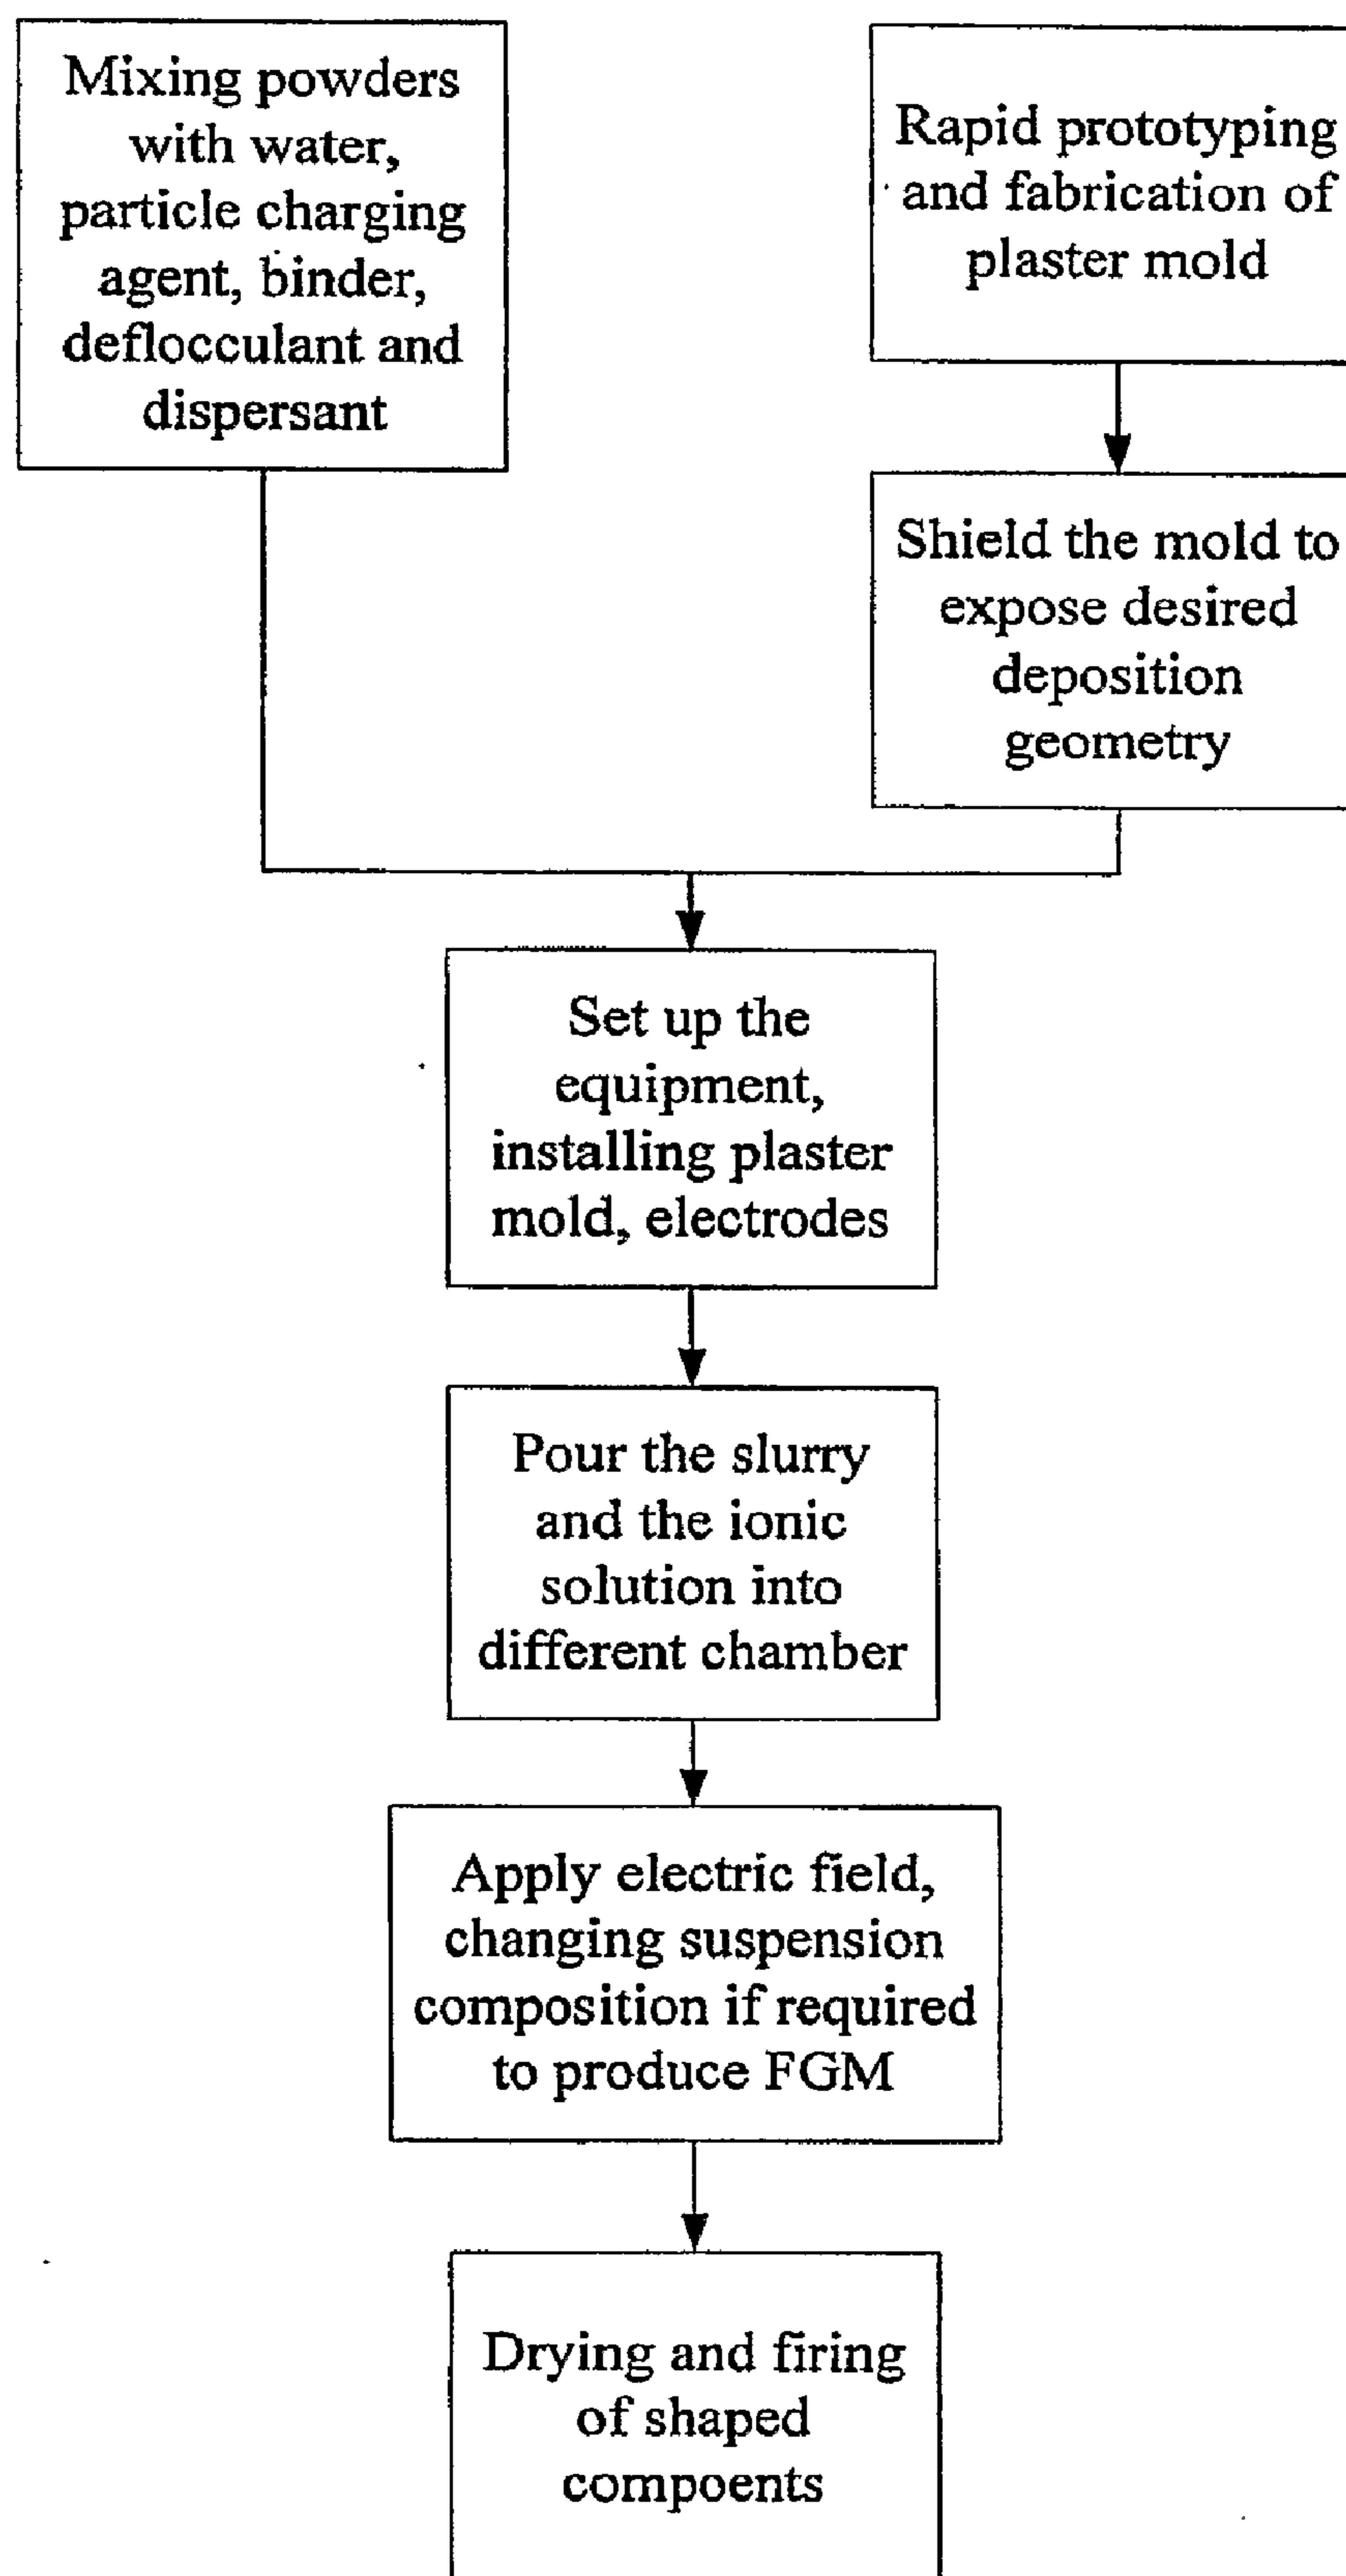 Mixing powders
with water,
particle charging
agent, binder,
deflocculant and
dispersant
Rapid prototyping
and fabrication of
plaster mold
Shield the mold to
expose desired
deposition
geometry
Set up the
equipment,
installing plaster
mold, electrodes
Pour the slurry
and the ionic
solution into
different chamber
Apply electric field,
changing suspension
composition if required
to produce FGM
Drying and firing
of shaped
compoents